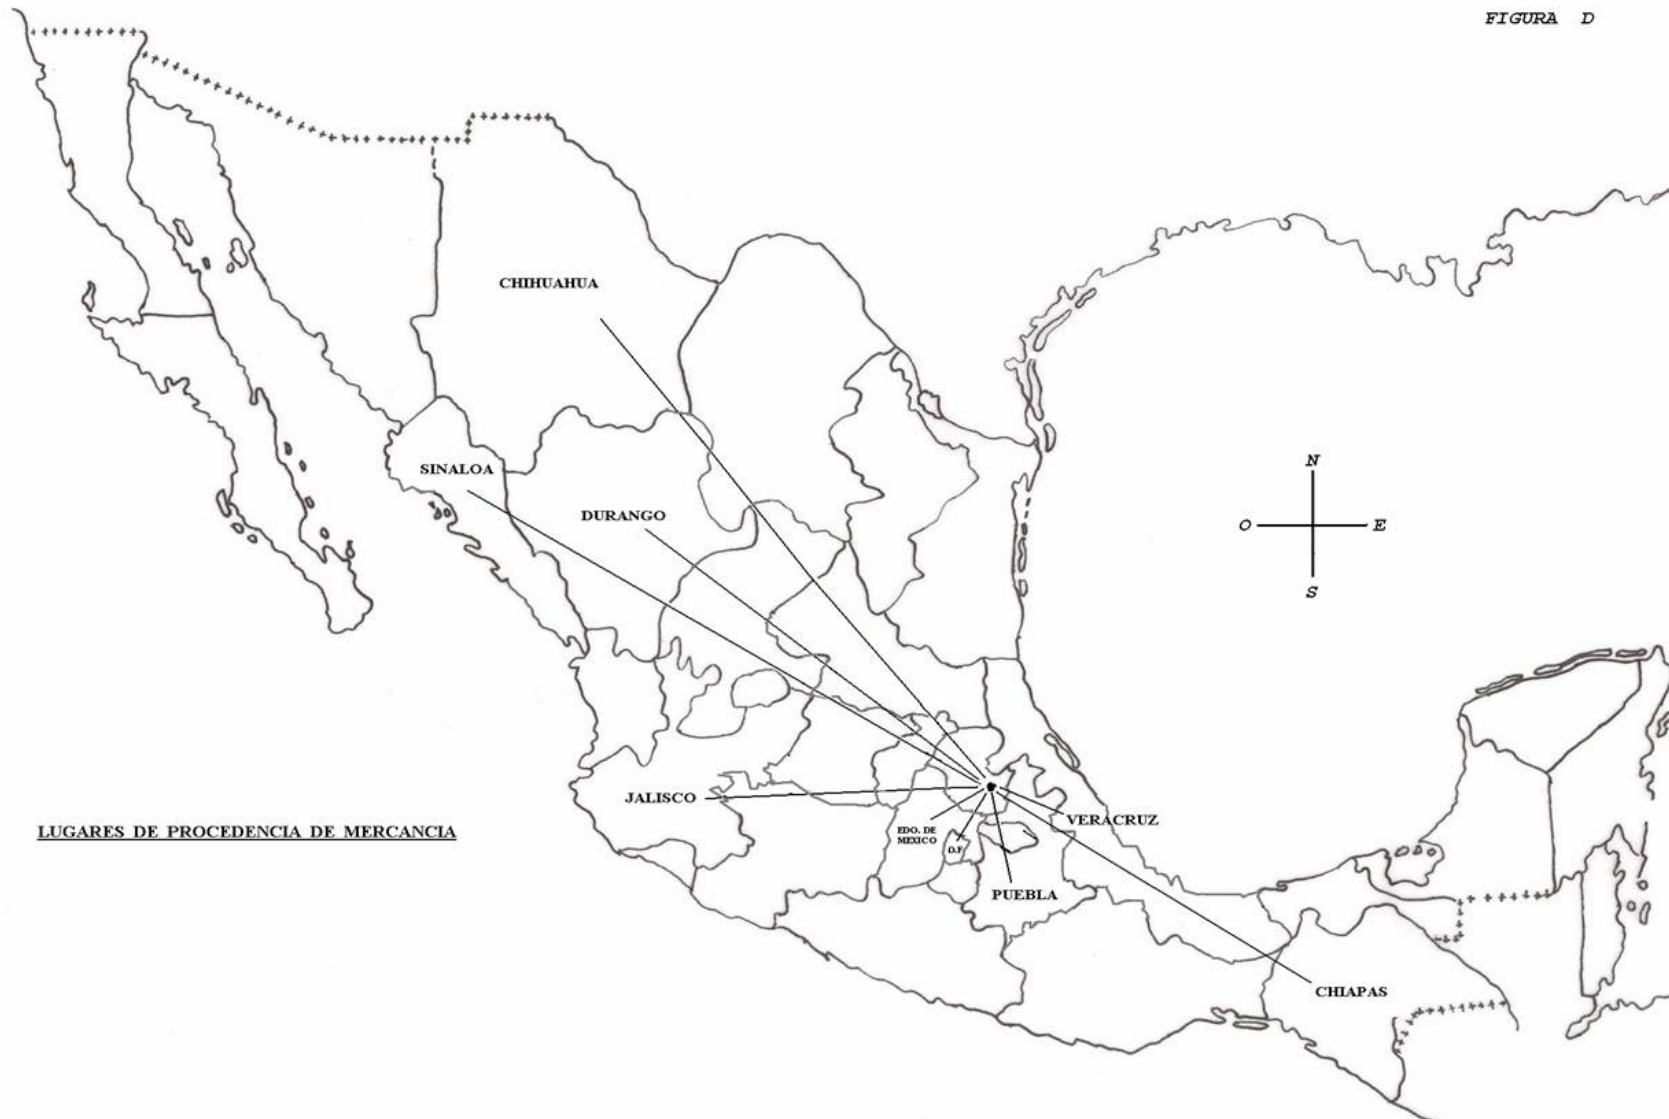 FIGURA D
CHIHUAHUA
SINALOA
N
DURANGO
O E
S
JALISCO
LUGARES DE PROCEDENCIA DE MERCANCIA
EDO. DE
MEXICO
D.F
VERACRUZ
PUEBLA
CHIAPAS